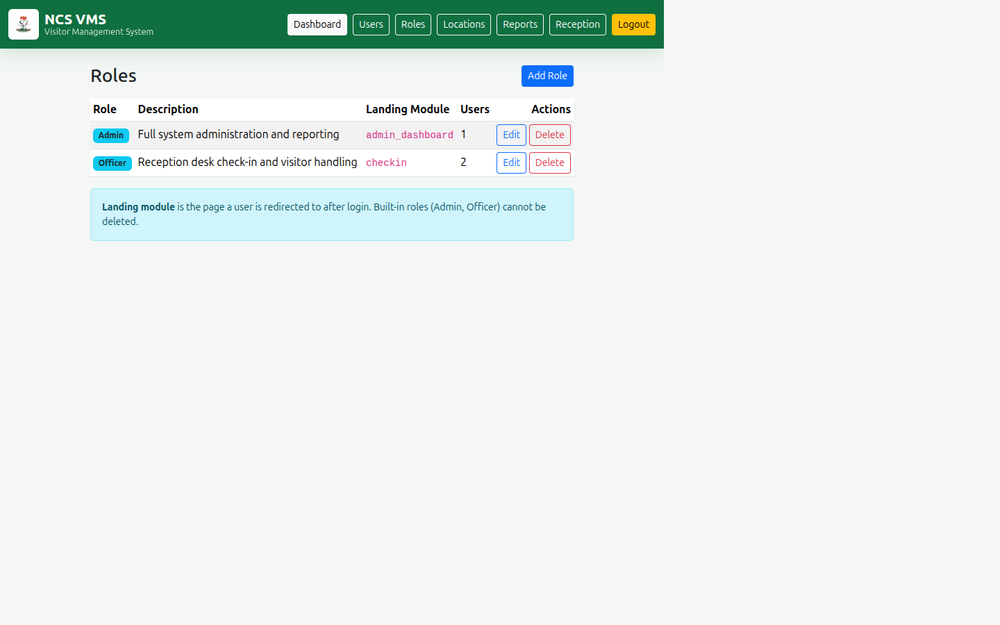 NCS VMS
Visitor Management System
Dashboard Users Roles Locations Reports Reception Logout
Roles
Add Role
Role Description Landing Module Users Actions
Admin Full system administration and reporting admin_dashboard 1 Edit Delete
Officer Reception desk check-in and visitor handling checkin 2 Edit Delete
Landing module is the page a user is redirected to after login. Built-in roles (Admin, Officer) cannot be
deleted.